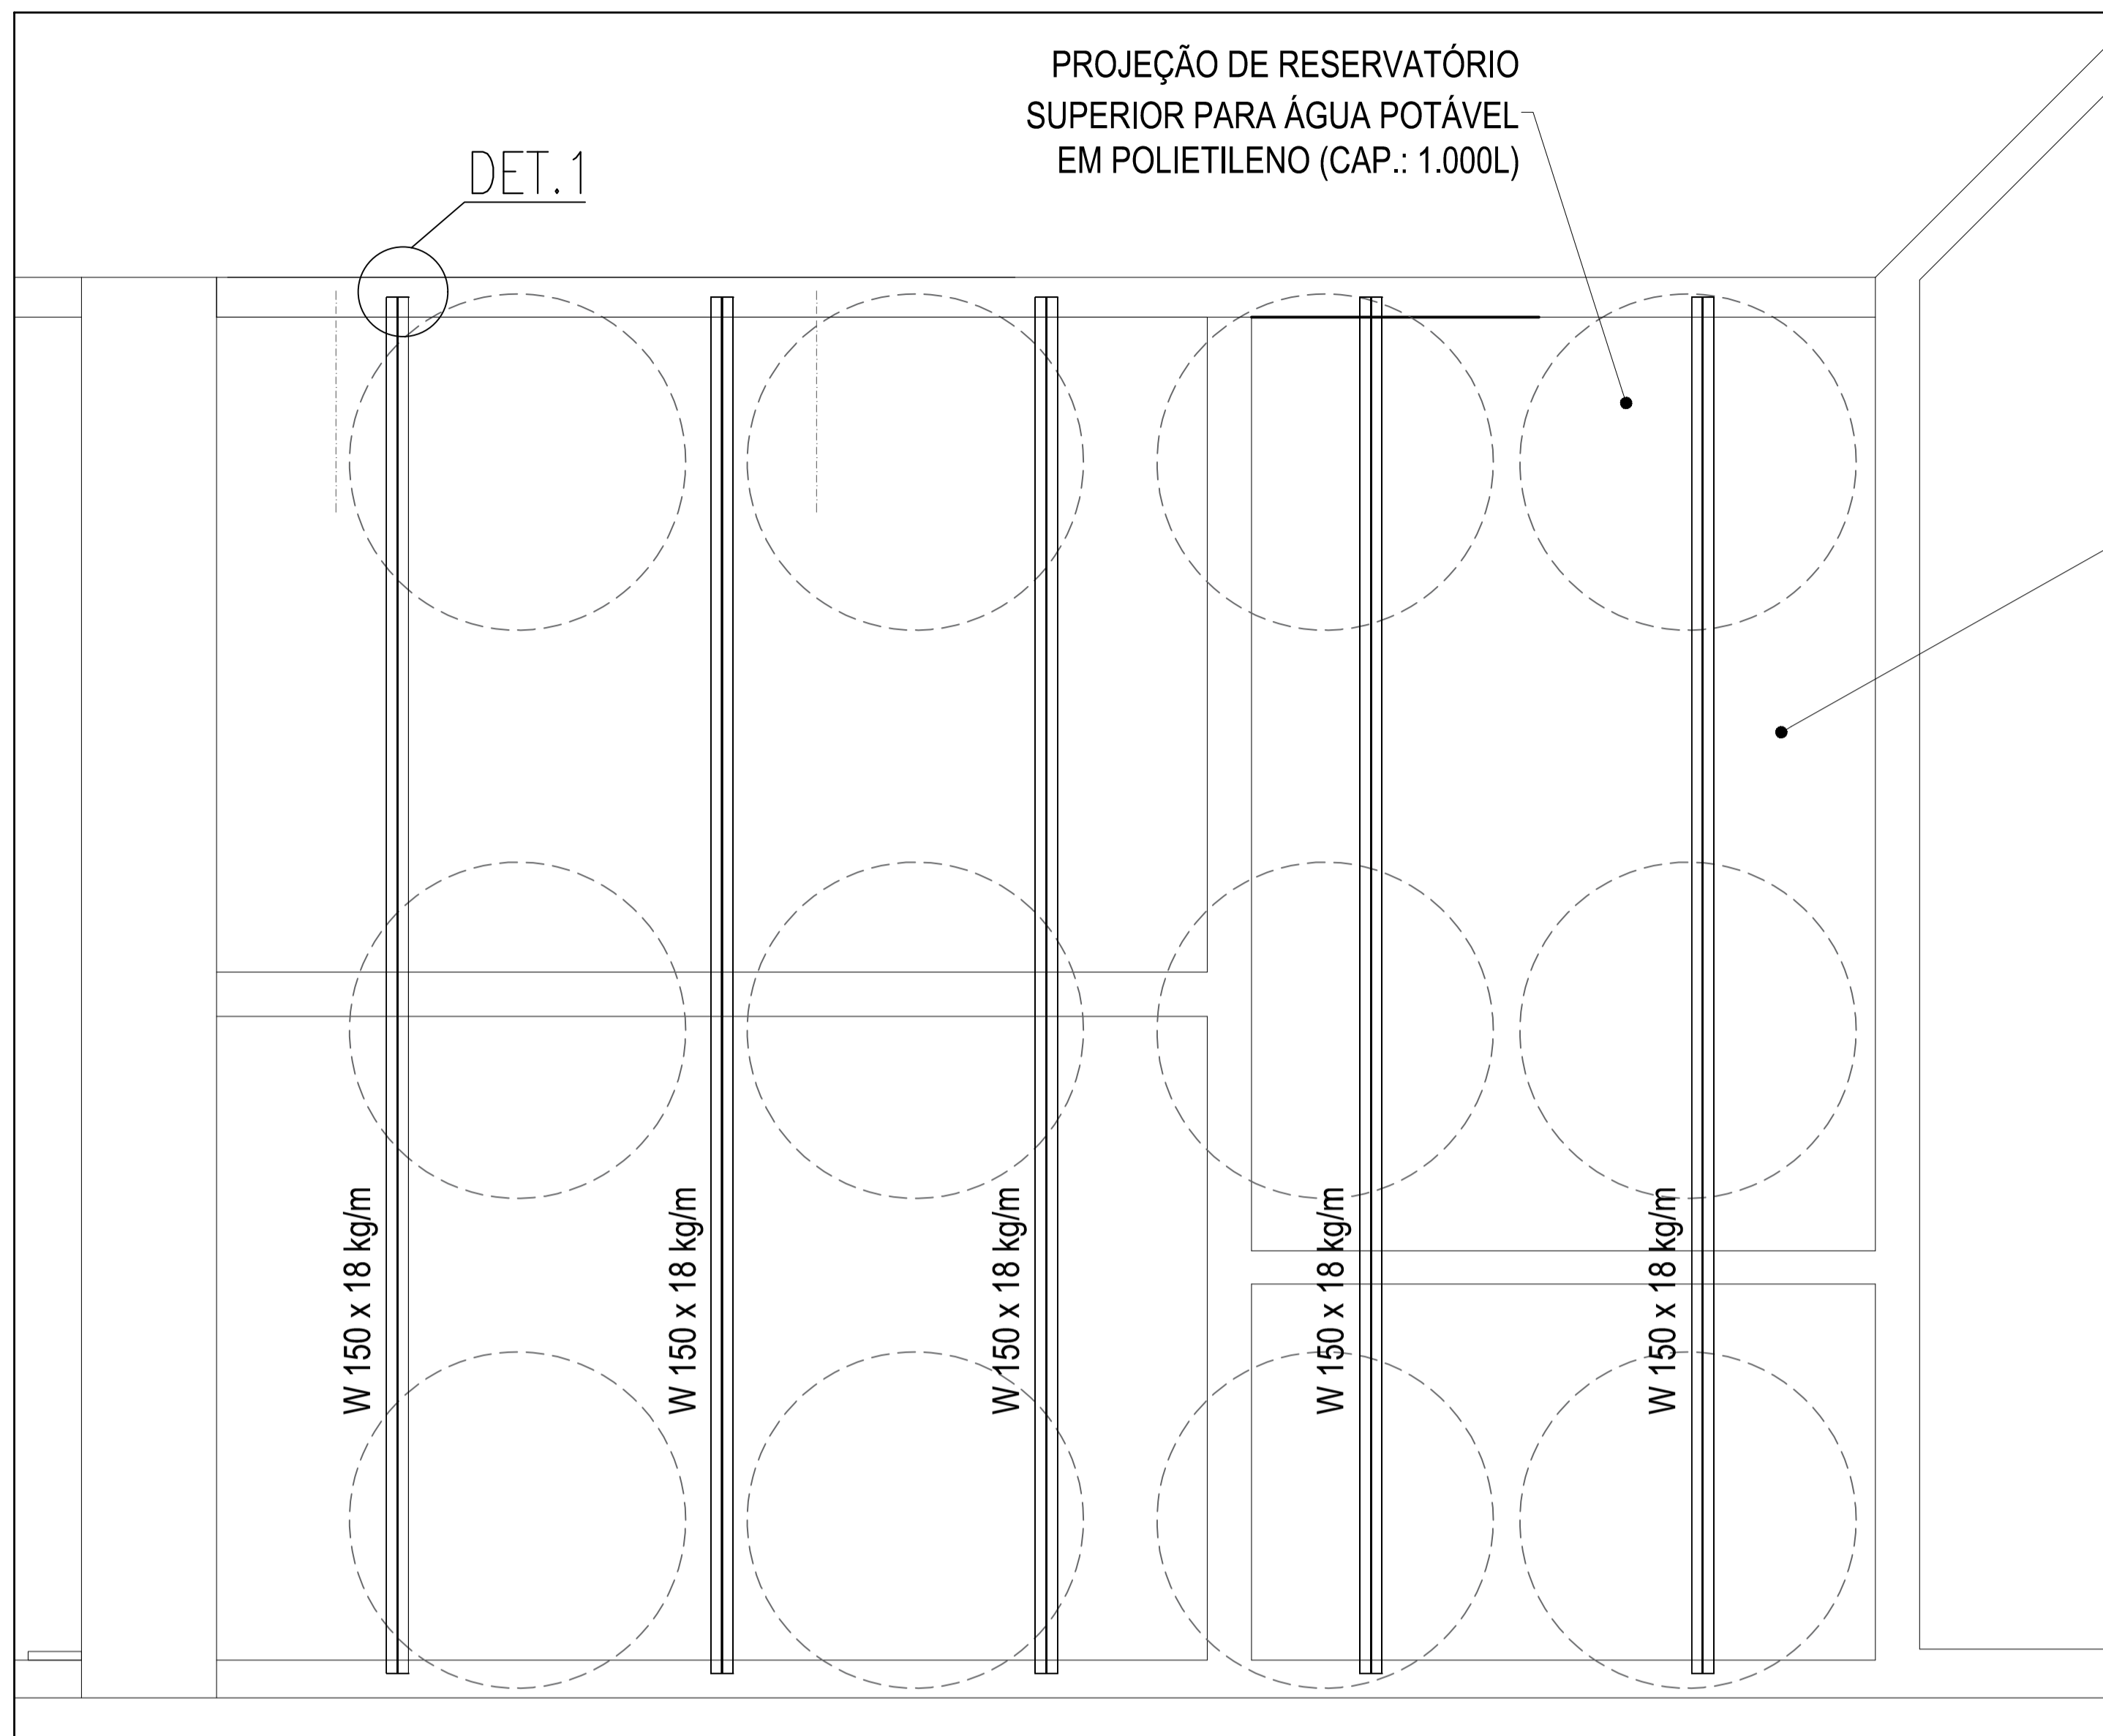 PROJEÇÃO DE RESERVATÓRIO
SUPERIOR PARA ÁGUA POTÁVEL
EM POLIETILENO (CAP.: 1.000L)
DET.1
W 150 x 18 kg/m
W 150 x 18 kg/m
W 150 x 18 kg/m
W 150 x 18 kg/m
W 150 x 18 kg/m